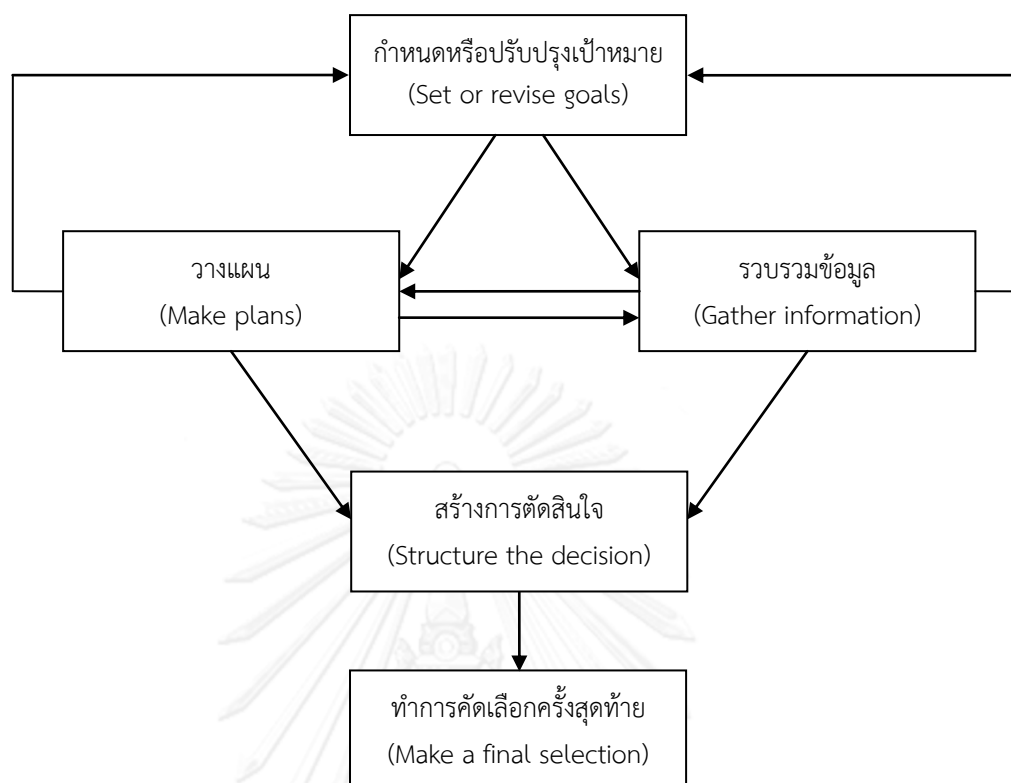 กำหนดหรือปรับปรุงเป้าหมาย
(Set or revise goals)
วางแผน
(Make plans)
รวบรวมข้อมูล
(Gather information)
สร้างการตัดสินใจ
(Structure the decision)
ทำการคัดเลือกครั้งสุดท้าย
(Make a final selection)